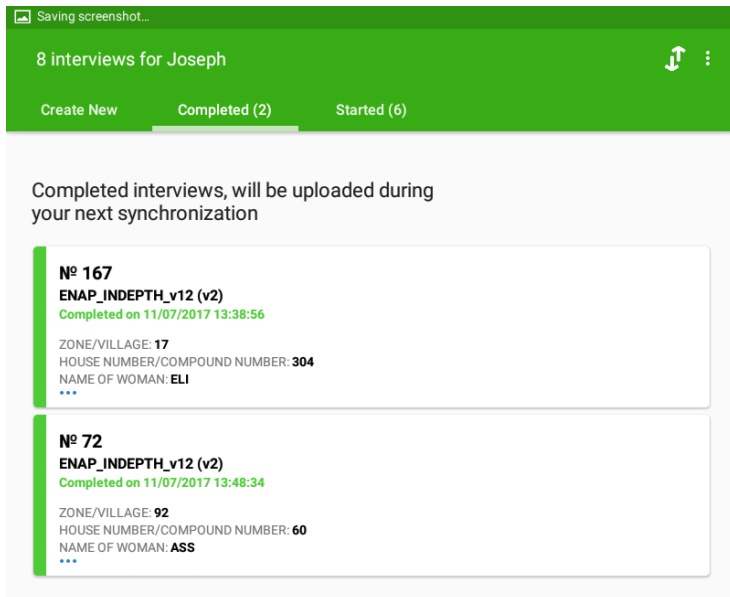 Saving screenshot...
8 interviews for Joseph
Create New Completed (2) Started (6)
Completed interviews, will be uploaded during
your next synchronization
№ 167
ENAP_INDEPTH_v12 (v2)
Completed on 11/07/2017 13:38:56
ZONE/VILLAGE: 17
HOUSE NUMBER/COMPOUND NUMBER: 304
NAME OF WOMAN: ELI
...
№ 72
ENAP_INDEPTH_v12 (v2)
Completed on 11/07/2017 13:48:34
ZONE/VILLAGE: 92
HOUSE NUMBER/COMPOUND NUMBER: 60
NAME OF WOMAN: ASS
...